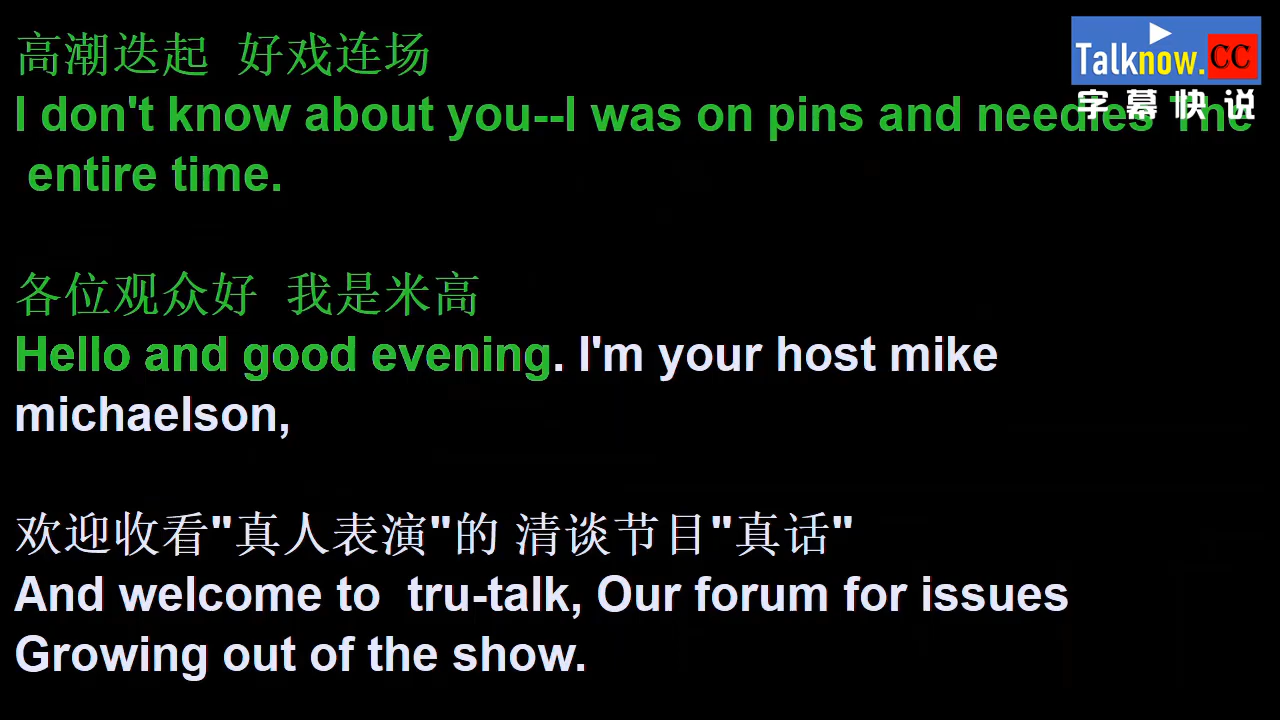 高潮迭起 好戏连场
I don't know about you--I was on pins and needles The
entire time.
各位观众好 我是米高
Hello and good evening. I'm your host mike
michaelson,
欢迎收看"真人表演"的 清谈节目"真话"
And welcome to tru-talk, Our forum for issues
Growing out of the show.
Talknow.CC
字幕快说